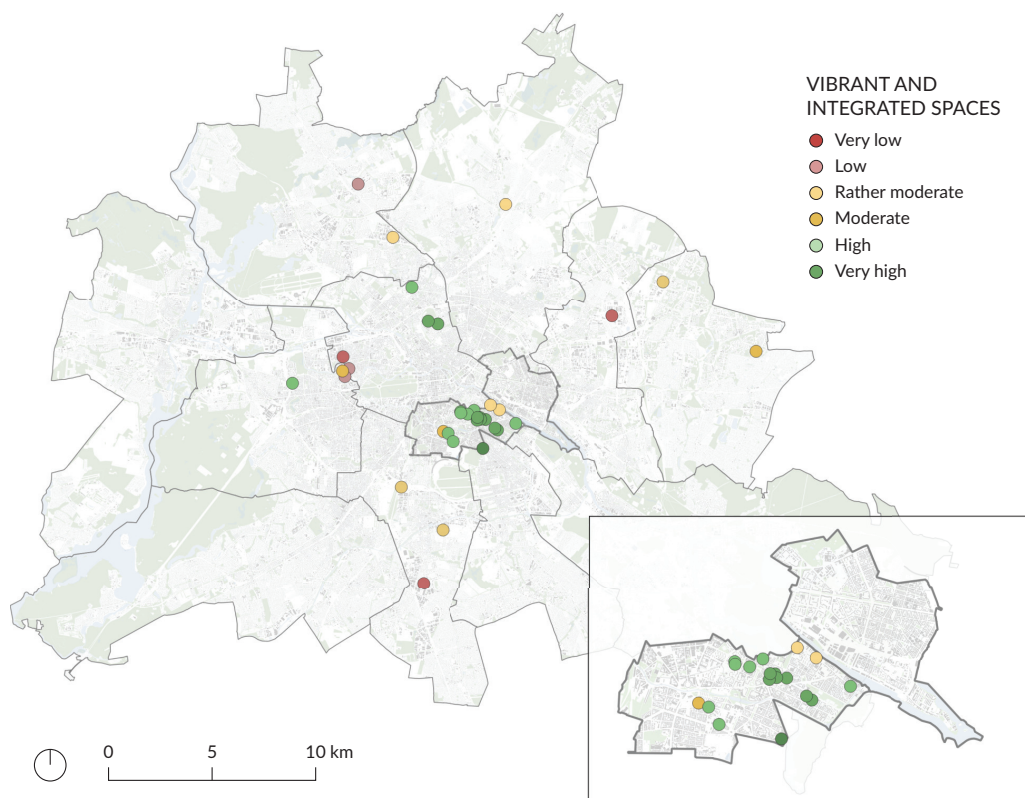 VIBRANT AND
INTEGRATED SPACES
Very low
Low
Rather moderate
Moderate
High
Very high
0 5 10 km